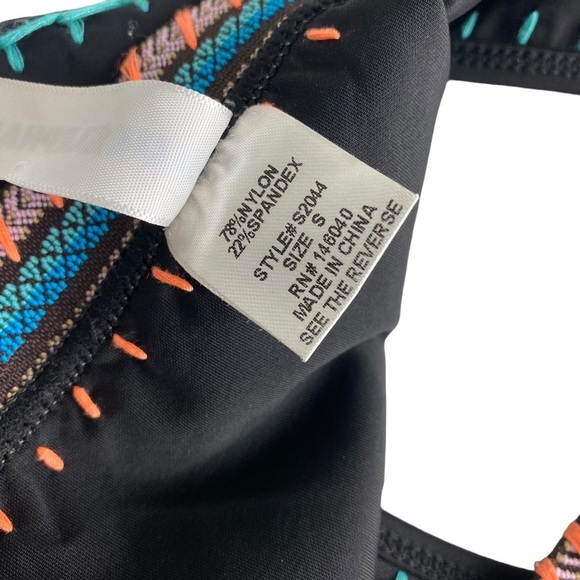 78%NYLON
22%SPANDEX
STYLE# S2044
SIZE S
RN# 146040
MADE IN CHINA
SEE THE REVERSE